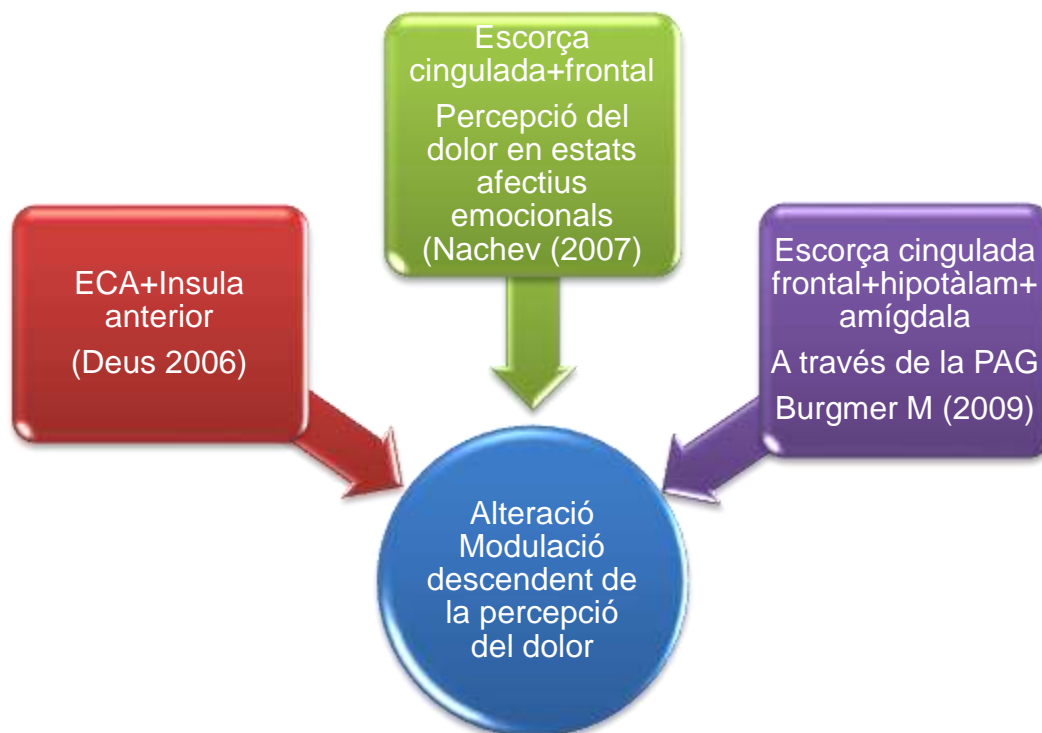 Escorça
cingulada+frontal
Percepció del
dolor en estats
afectius
emocionals
(Nachev (2007)
ECA+Insula
anterior
(Deus 2006)
Escorça cingulada
frontal+hipotàlam+
amígdala
A través de la PAG
Burgmer M (2009)
Alteració
Modulació
descendent de
la percepció
del dolor